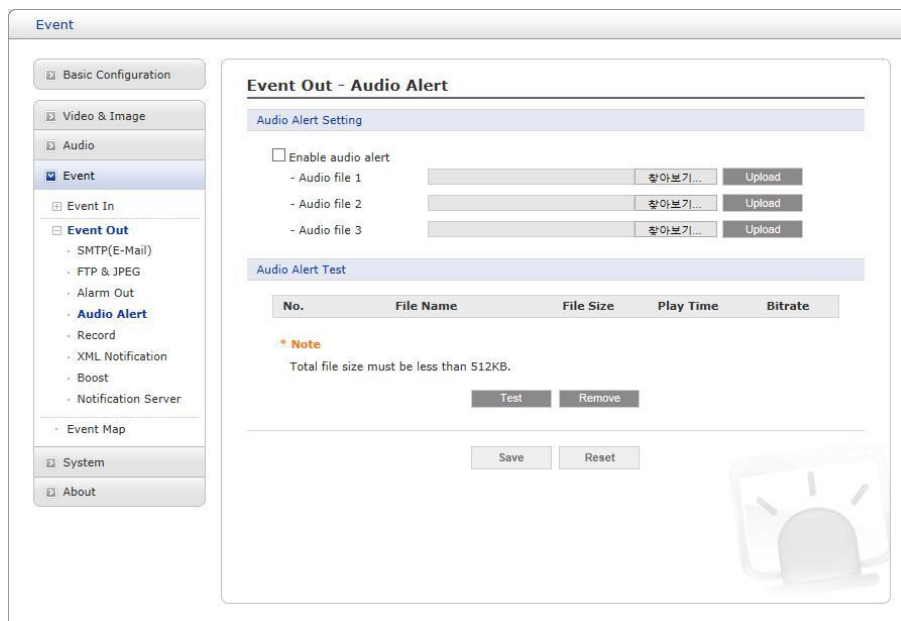 Event
Basic Configuration
Video & Image
Audio
Event
Event In
Event Out
SMTP(E-Mail)
FTP & JPEG
Alarm Out
Audio Alert
Record
XML Notification
Boost
Notification Server
Event Map
System
About
Event Out - Audio Alert
Audio Alert Setting
Enable audio alert
- Audio file 1 찾아보기... Upload
- Audio file 2 찾아보기... Upload
- Audio file 3 찾아보기... Upload
Audio Alert Test
No. File Name File Size Play Time Bitrate
* Note
Total file size must be less than 512KB.
Test Remove
Save Reset